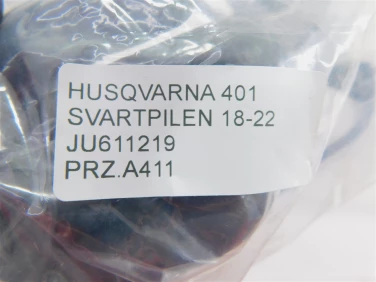 HUSQVARNA 401
SVARTPILEN 18-22
JU611219
PRZ.A411